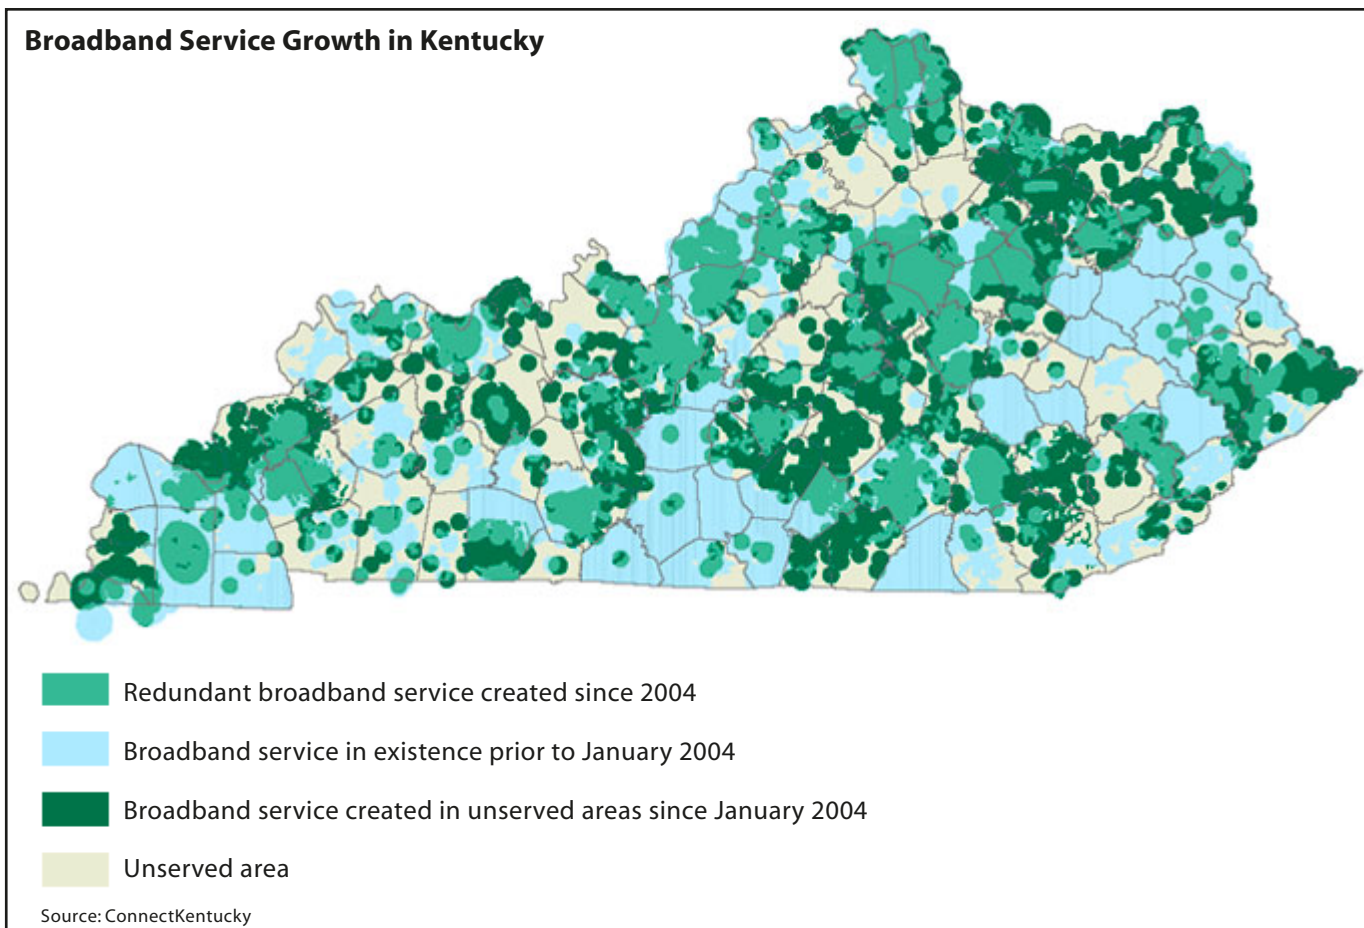 Broadband Service Growth in Kentucky
Redundant broadband service created since 2004
Broadband service in existence prior to January 2004
Broadband service created in unserved areas since January 2004
Unserved area
Source: ConnectKentucky